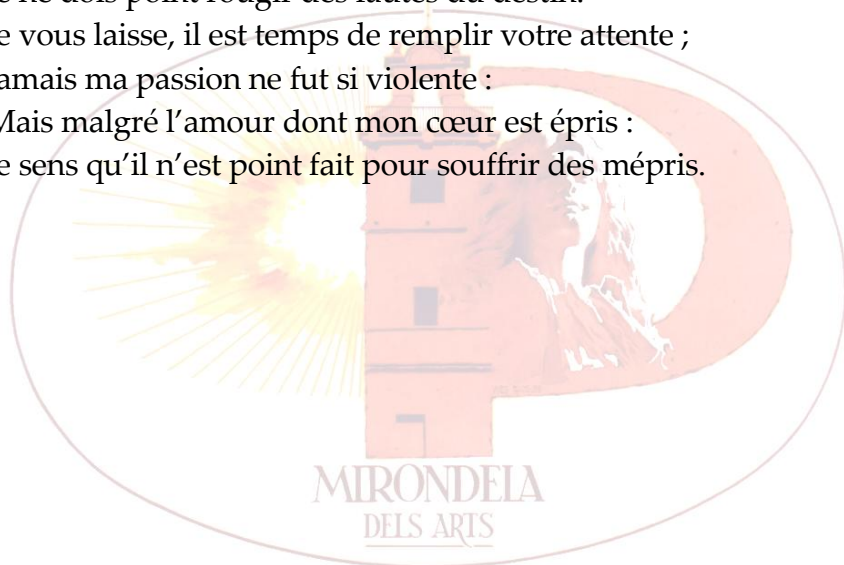 e ne dois point rougir des fautes du destin.
e vous laisse, il est temps de remplir votre attente ;
amais ma passion ne fut si violente :
Mais malgré l’amour dont mon cœur est épris :
e sens qu’il n’est point fait pour souffrir des mépris.
MIRONDELA
DELS ARTS